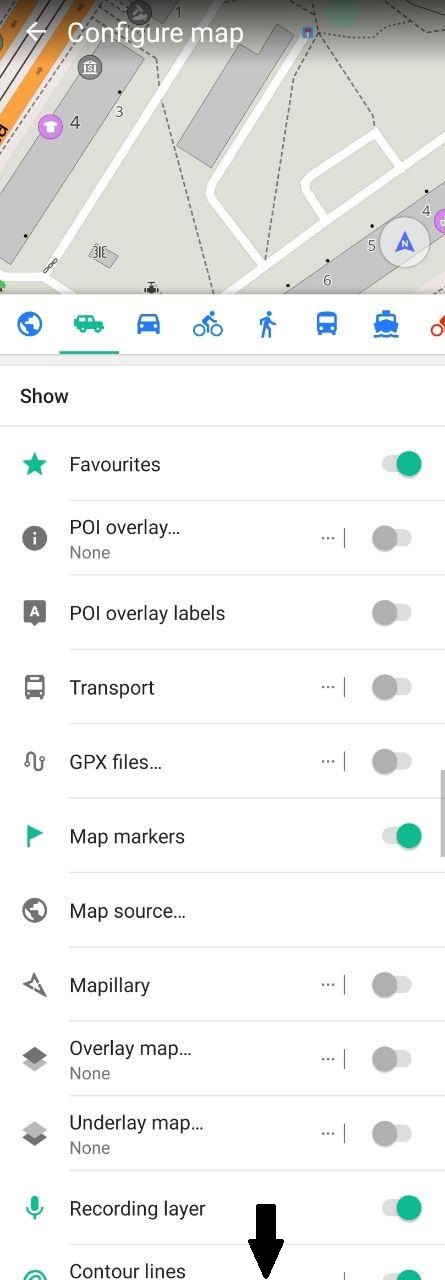 Configure map
1
3
4
4
5
6
N
Show
Favourites
POI overlay...
None
A
POI overlay labels
Transport
GPX files...
Map markers
Map source...
Mapillary
Overlay map...
None
Underlay map...
None
Recording layer
Contour lines